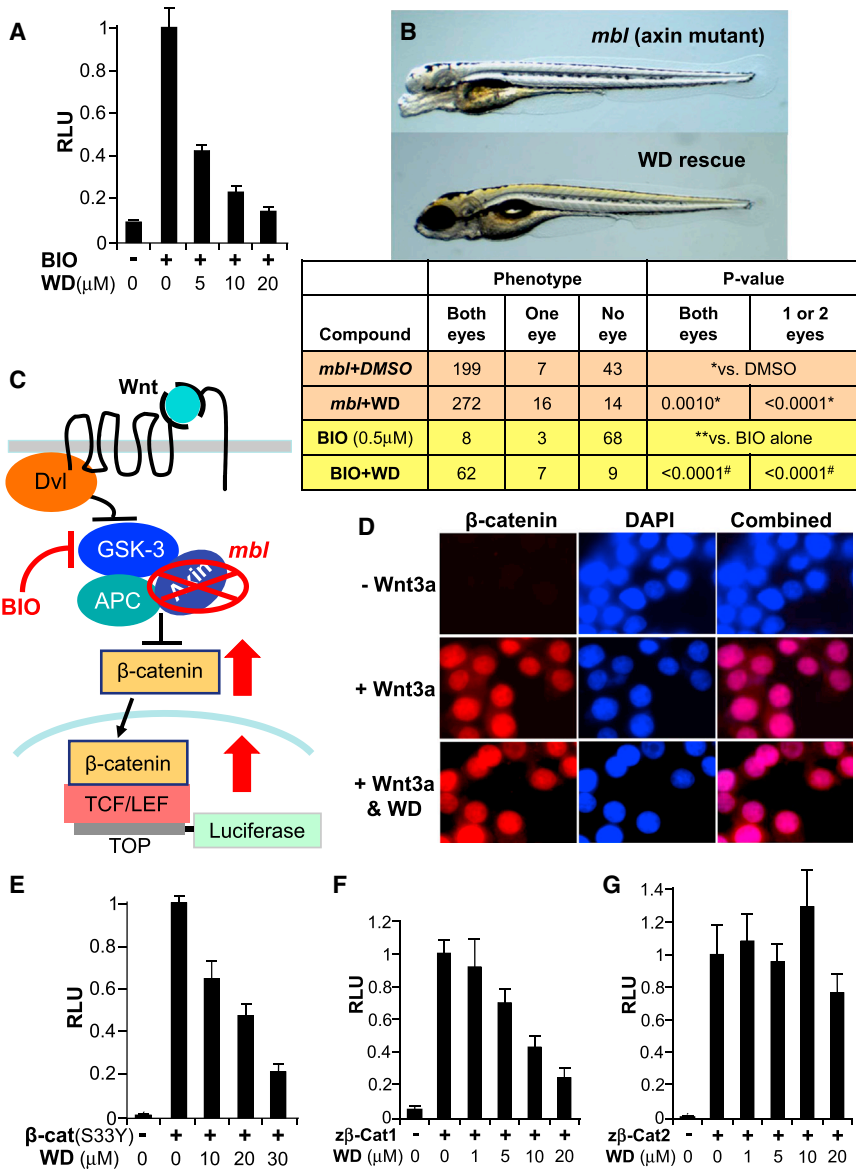 A
RLU
1
0.8
0.4
0.2
0
BIO - + + + +
WD(μM) 0 0 5 10 20
B
mbl (axin mutant)
WD rescue
Phenotype P-value
Compound Both eyes One eye No eye Both eyes 1 or 2 eyes
mbl+DMSO 199 7 43 *vs. DMSO
mbl+WD 272 16 14 0.0010* <0.0001*
BIO (0.5μM) 8 3 68 **vs. BIO alone
BIO+WD 62 7 9 <0.0001# <0.0001#
C
Wnt
Dvl
GSK-3
mbl
Axin
BIO
APC
β-catenin
β-catenin
TCF/LEF
TOP
Luciferase
D
β-catenin DAPI Combined
- Wnt3a
+ Wnt3a
+ Wnt3a
& WD
E
RLU
1
0.8
0.6
0.4
0.2
0
β-cat(S33Y) - + + + +
WD (μM) 0 0 10 20 30
F
RLU
1.2
1
0.8
0.6
0.4
0.2
0
zβ-Cat1 - + + + + +
WD (μM) 0 0 1 5 10 20
G
RLU
1.4
1.2
1
0.8
0.6
0.4
0.2
0
zβ-Cat2 - + + + + +
WD (μM) 0 0 1 5 10 20